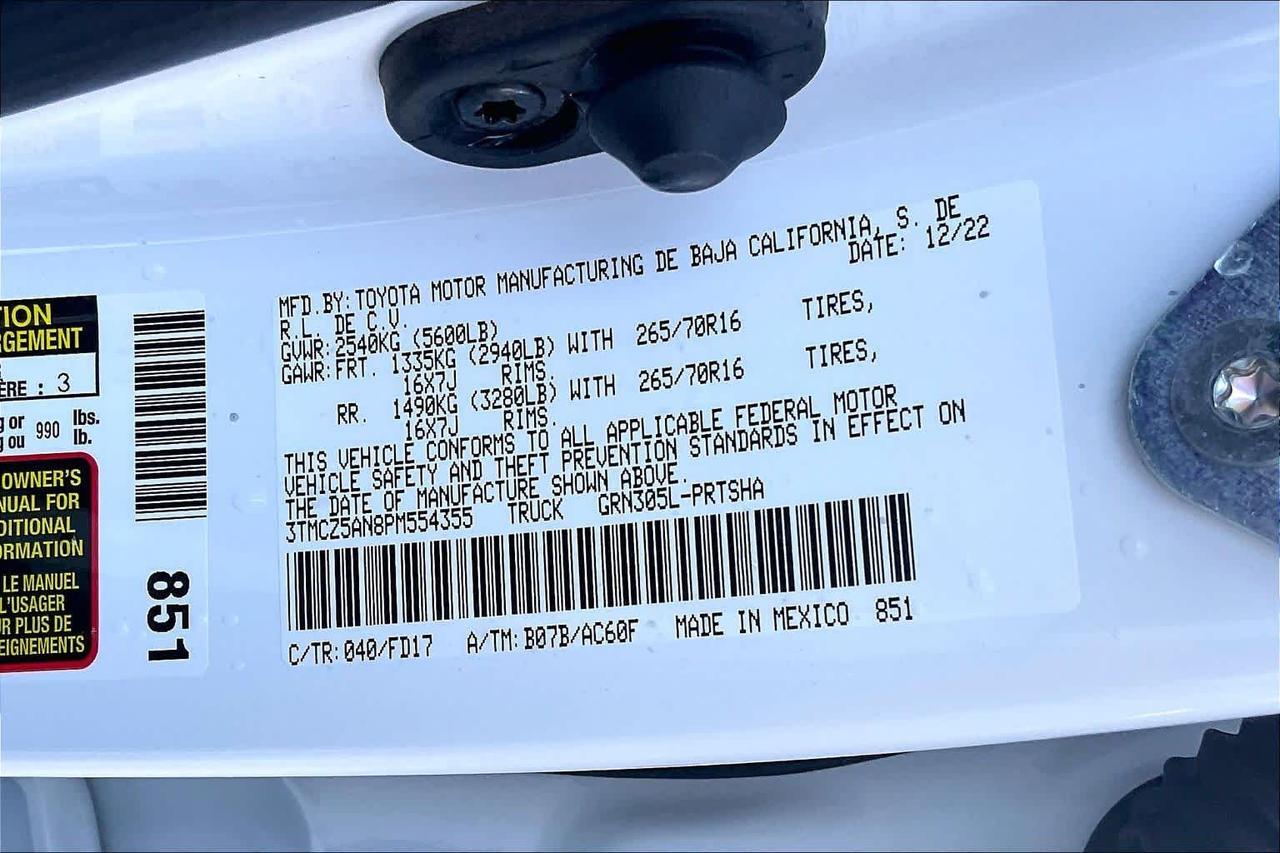 TION
RGEMENT
ÈRE : 3
g or 990 lbs.
g ou lb.
OWNER'S
NUAL FOR
DITIONAL
ORMATION
LE MANUEL
L'USAGER
UR PLUS DE
EIGNEMENTS
851
MFD.BY:TOYOTA MOTOR MANUFACTURING DE BAJA CALIFORNIA, S. DE
R.L. DE C.V. DATE: 12/22
GVWR:2540KG (5600LB)
GAWR:FRT. 1335KG (2940LB) WITH 265/70R16 TIRES,
16X7J RIMS.
RR. 1490KG (3280LB) WITH 265/70R16 TIRES,
16X7J RIMS.
THIS VEHICLE CONFORMS TO ALL APPLICABLE FEDERAL MOTOR
VEHICLE SAFETY AND THEFT PREVENTION STANDARDS IN EFFECT ON
THE DATE OF MANUFACTURE SHOWN ABOVE.
3TMCZ5AN8PM554355 TRUCK GRN305L-PRTSHA
C/TR:040/FD17 A/TM:B07B/AC60F MADE IN MEXICO 851